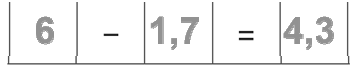 6 – 1,7 = 4,3